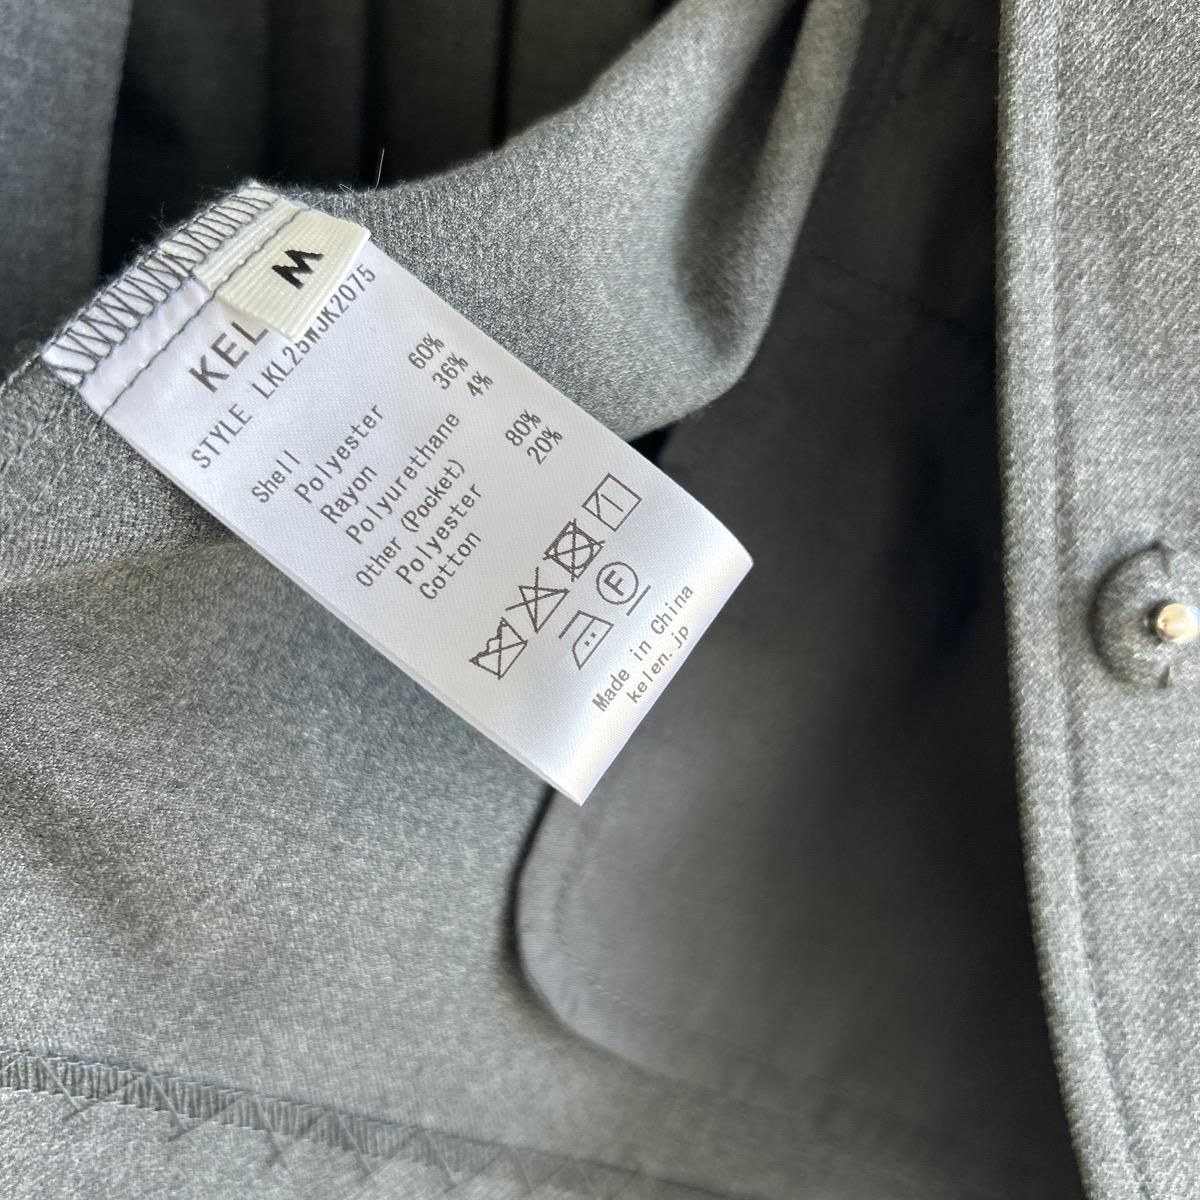 M
KEL
STYLE LKL25WJK2075
Shell
Polyester 60%
Rayon 36%
Polyurethane 4%
Other (Pocket)
Polyester 80%
Cotton 20%
F
Made in China
kelen.jp